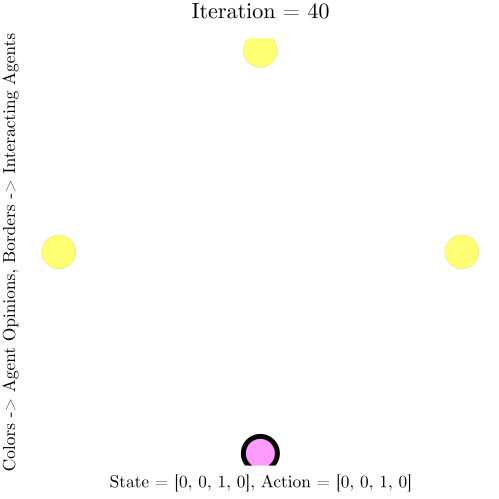 Iteration = 40
Colors -> Agent Opinions, Borders -> Interacting Agents
State = [0, 0, 1, 0], Action = [0, 0, 1, 0]